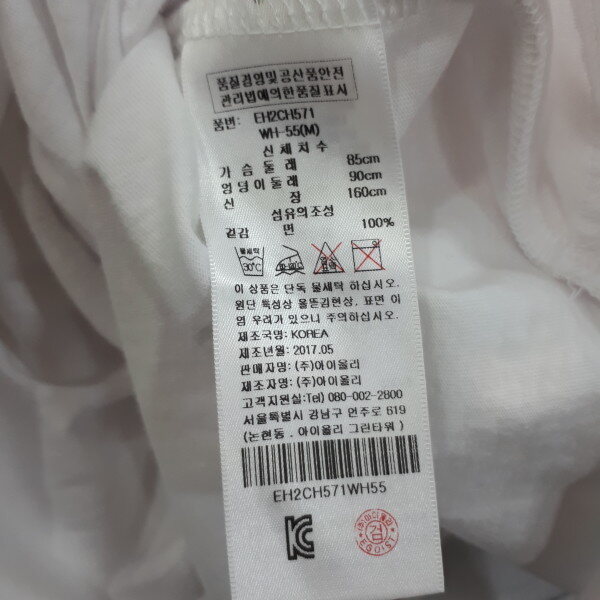 품질경영및공산품안전
관리법에의한품질표시
품번: EH2CH571
WH-55(M)
신체치수
가슴둘레 85cm
엉덩이둘레 90cm
신장 160cm
섬유의조성
겉감 면 100%
물세탁
30℃
이 상품은 단독 물세탁 하십시오.
원단 특성상 올뜯김현상, 표면 이
염 우려가 있으니 주의하십시오.
제조국명: KOREA
제조년월: 2017.05
판매자명: (주)아이올리
제조자명: (주)아이올리
고객지원실:Tel) 080-002-2800
서울특별시 강남구 언주로 619
(논현동 , 아이올리 그린타워 )
EH2CH571WH55
검
EGOIST